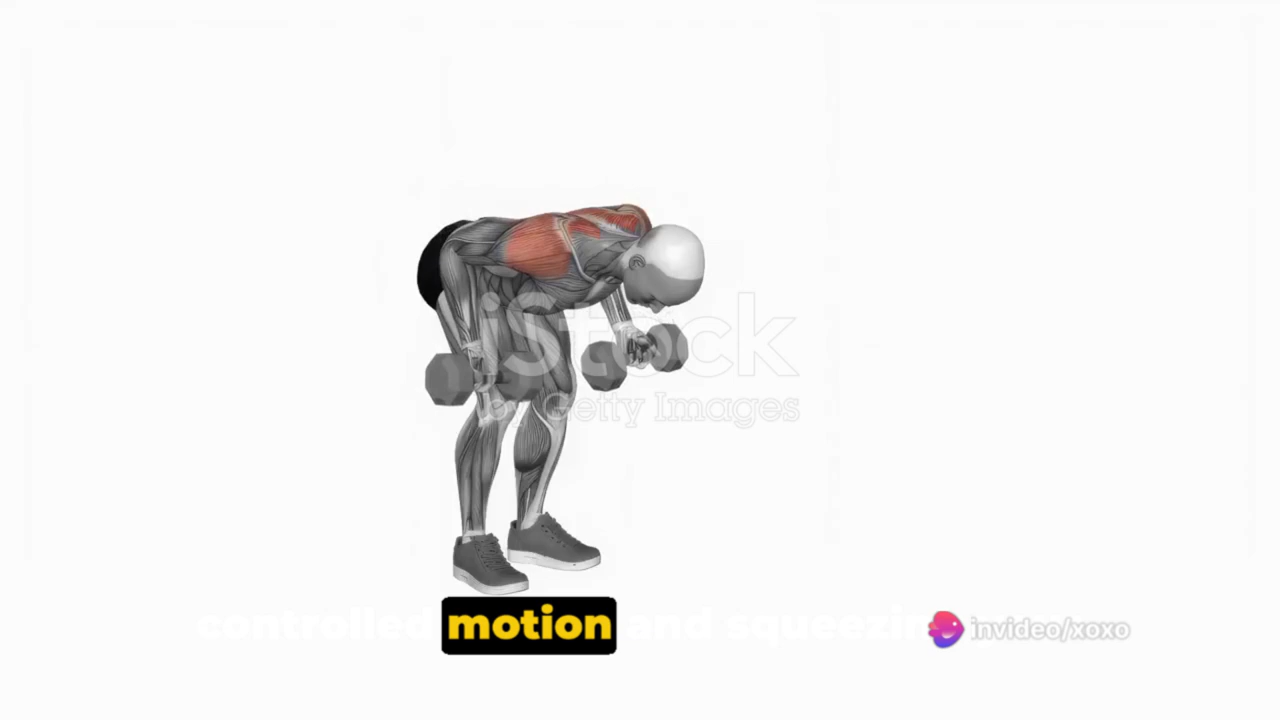 iStock
by Getty Images
controlled motion and squeezin
invideo/xoxo